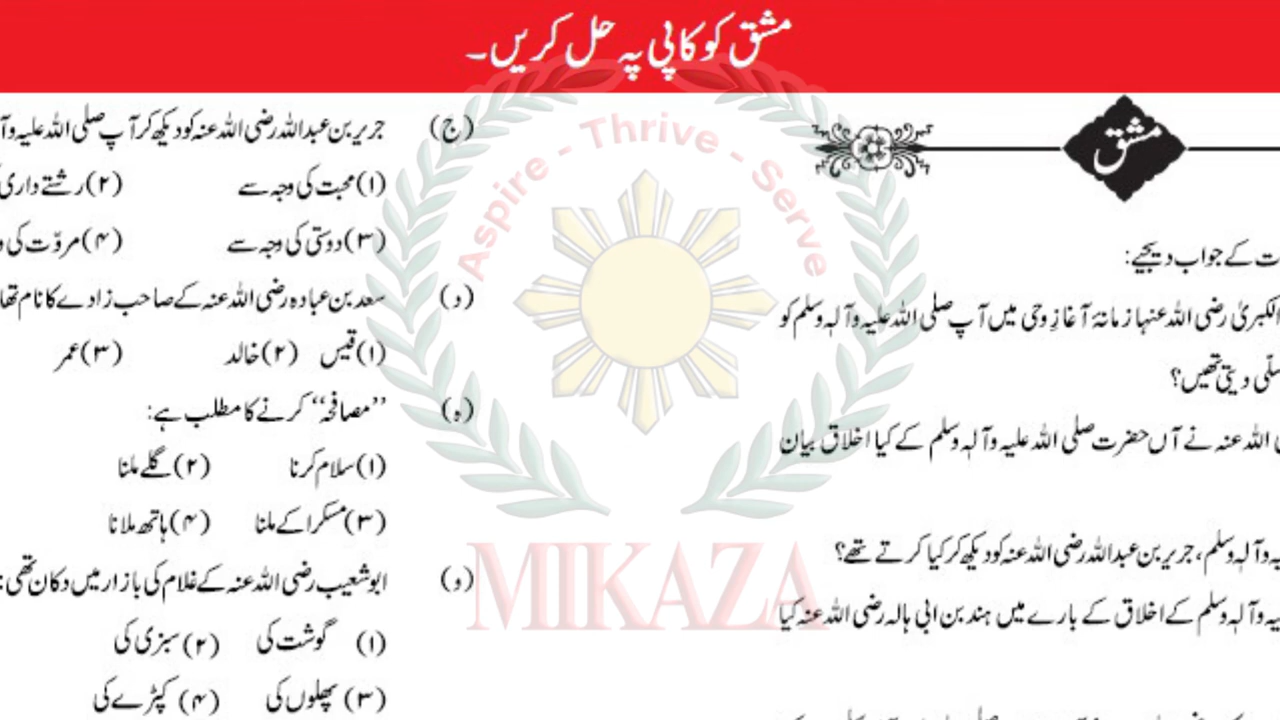 مشق کو کاپی پہ حل کریں۔
مشق
ت کے جواب دیجیے:
الکبریٰ رضی اللہ عنہا زمانۂ آغازِ وحی میں آپ صلی اللہ علیہ وآلہٖ وسلم کو
دیتی تھیں؟
اللہ عنہ نے آں حضرت صلی اللہ علیہ وآلہٖ وسلم کے کیا اخلاق بیان
وآلہٖ وسلم، جریر بن عبداللہ رضی اللہ عنہ کو دیکھ کر کیا کرتے تھے؟
وآلہٖ وسلم کے اخلاق کے بارے میں ہند بن ابی ہالہ رضی اللہ عنہ کیا
(ج) جریر بن عبداللہ رضی اللہ عنہ کو دیکھ کر آپ صلی اللہ علیہ وآ
(۱) محبت کی وجہ سے (۲) رشتے داری
(۳) دوستی کی وجہ سے (۴) مروّت کی و
(د) سعد بن عبادہ رضی اللہ عنہ کے صاحب زادے کا نام تھا
(۱) قیس (۲) خالد (۳) عمر
(ہ) ’’مصافحہ‘‘ کرنے کا مطلب ہے:
(۱) سلام کرنا (۲) گلے ملنا
(۳) مسکرا کے ملنا (۴) ہاتھ ملانا
(و) ابوشعیب رضی اللہ عنہ کے غلام کی بازار میں دکان تھی:
(۱) گوشت کی (۲) سبزی کی
(۳) پھلوں کی (۴) کپڑے کی
Aspire - Thrive - Serve
MIKAZA